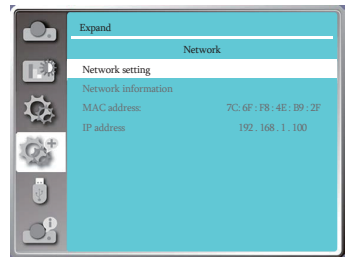 Expand
Network
Network setting
Network information
MAC address: 7C: 6F : F8 : 4E : B9 : 2F
IP address 192 . 168 . 1 . 100